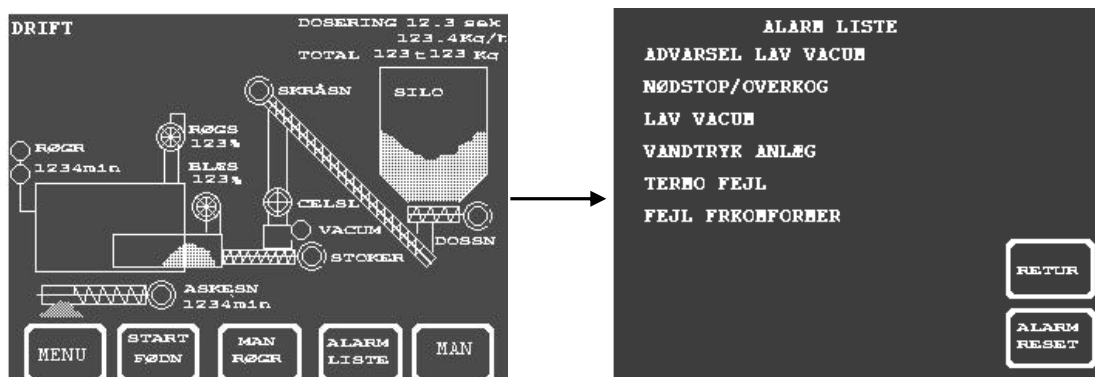 DRIFT
DOSERING 12.3 sek
123.4Kg/h
TOTAL 123t123 Kg
SKRÅSN
SILO
RØGS
123%
RØGR
1234min
BLÆS
123%
CELSL
VACUM
DOSSN
STOKER
ASKESN
1234min
MENU
START
FØDN
MAN
RØGR
ALARM
LISTE
MAN
ALARM LISTE
ADVARSEL LAV VACUM
NØDSTOP/OVERKOG
LAV VACUM
VANDTRYK ANLÆG
TERMO FEJL
FEJL FRKOMFORMER
RETUR
ALARM
RESET